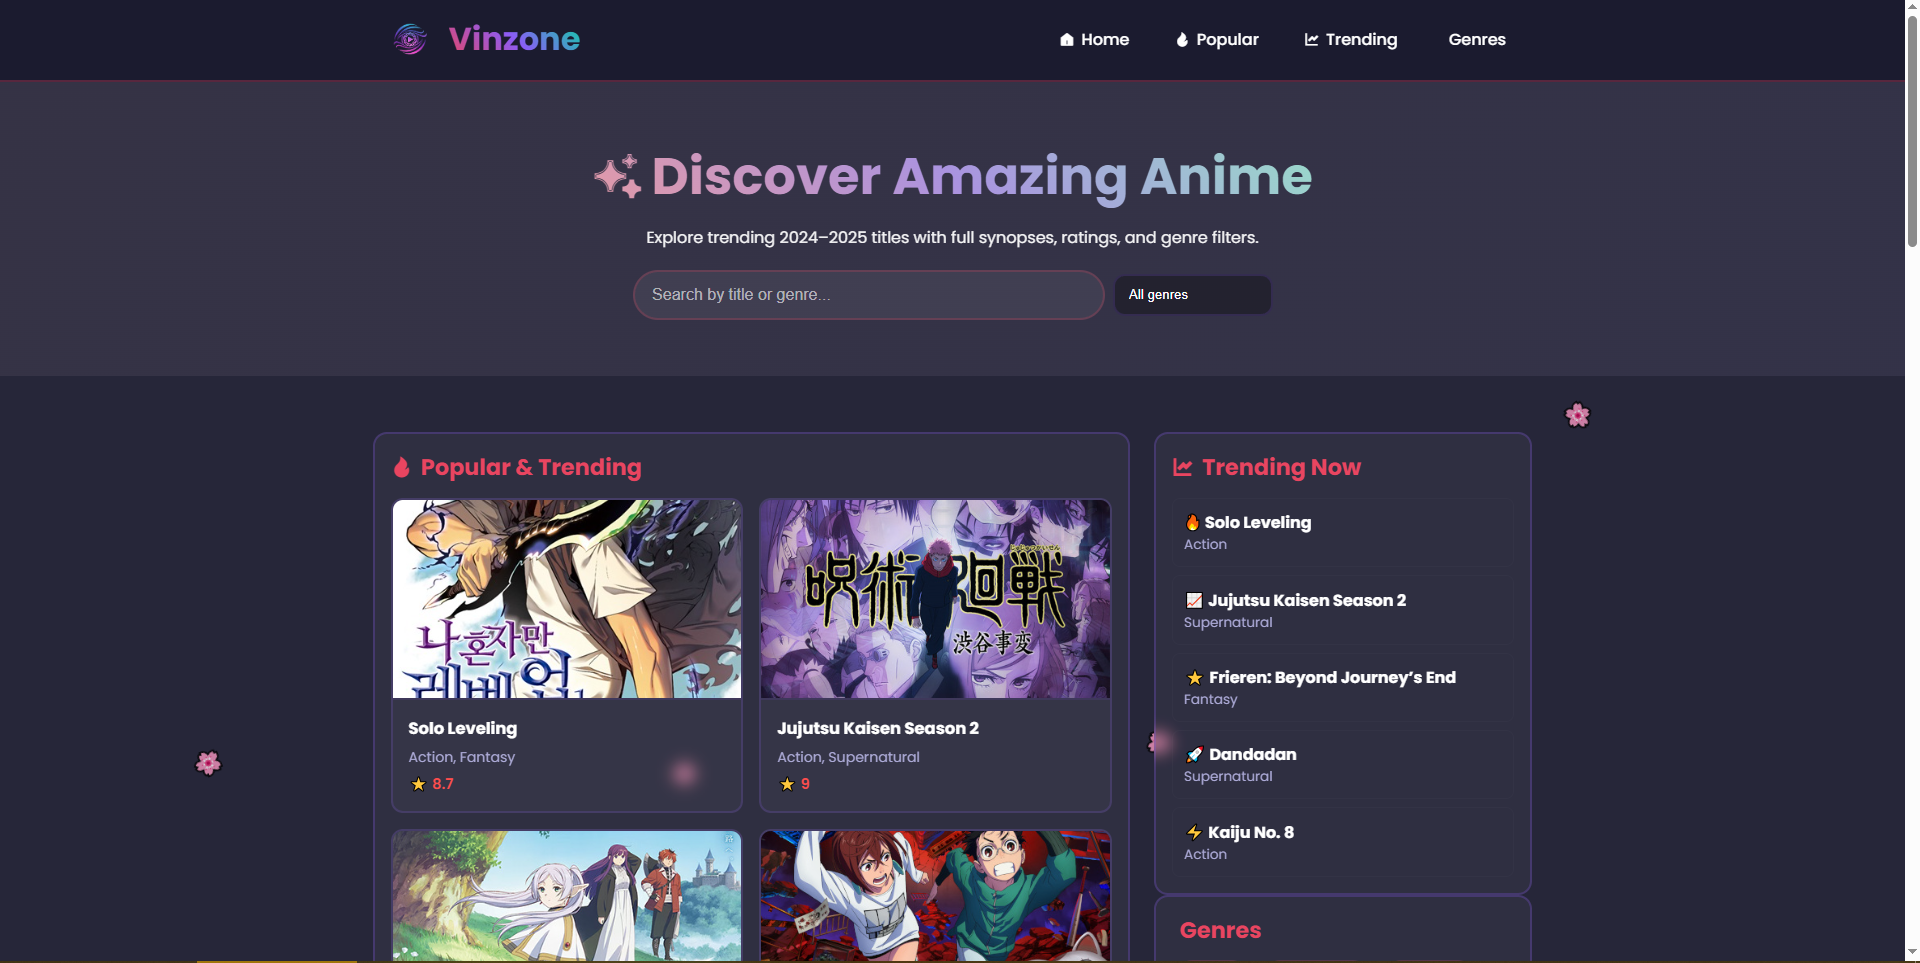 Vinzone
Home
Popular
Trending
Genres
Discover Amazing Anime
Explore trending 2024–2025 titles with full synopses, ratings, and genre filters.
Search by title or genre...
All genres
Popular & Trending
나 혼자만
레벨업
Solo Leveling
Action, Fantasy
8.7
呪術廻戦
渋谷事変
Jujutsu Kaisen Season 2
Action, Supernatural
9
Trending Now
Solo Leveling
Action
Jujutsu Kaisen Season 2
Supernatural
Frieren: Beyond Journey’s End
Fantasy
Dandadan
Supernatural
Kaiju No. 8
Action
Genres